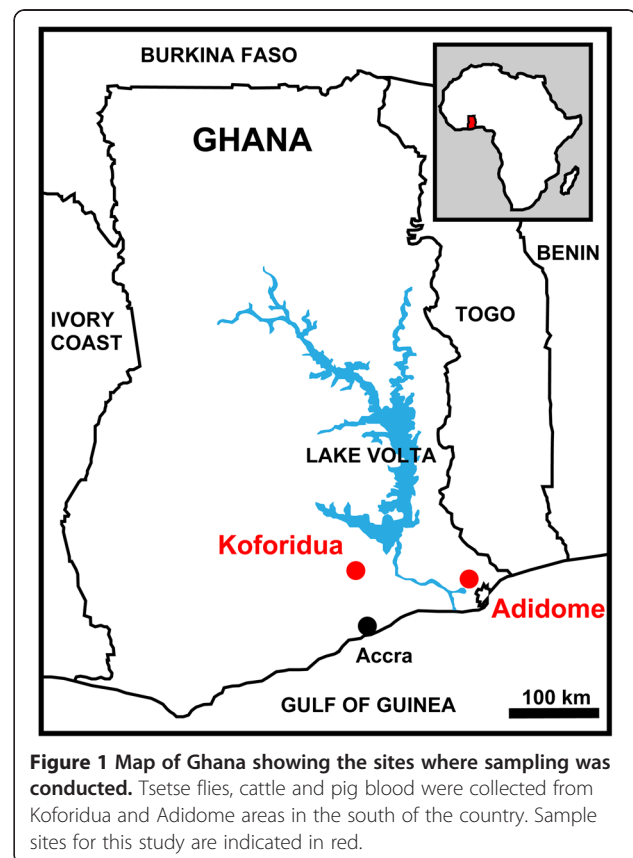 BURKINA FASO
GHANA
BENIN
IVORY
COAST
TOGO
LAKE VOLTA
Koforidua
Adidome
Accra
GULF OF GUINEA
100 km
Figure 1 Map of Ghana showing the sites where sampling was
conducted. Tsetse flies, cattle and pig blood were collected from
Koforidua and Adidome areas in the south of the country. Sample
sites for this study are indicated in red.